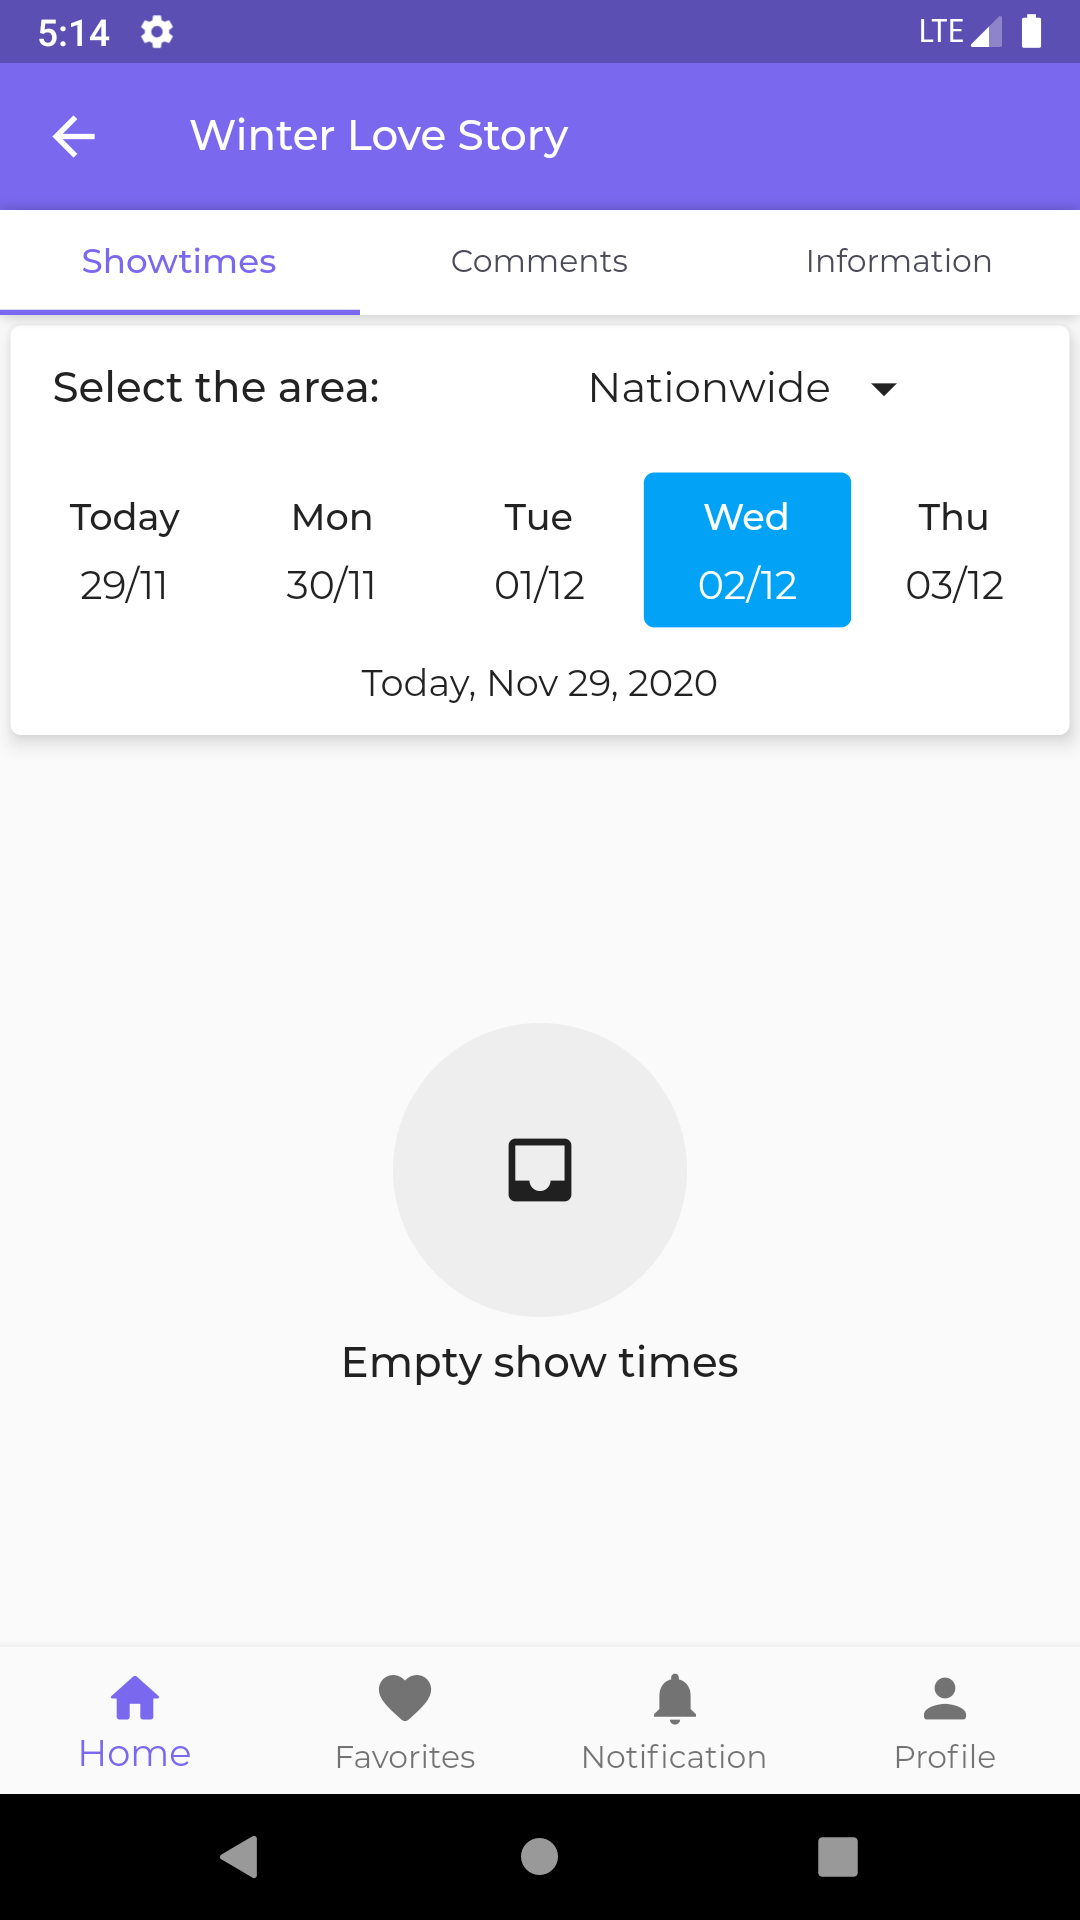 5:14 LTE
Winter Love Story
Showtimes Comments Information
Select the area: Nationwide
Today Mon Tue Wed Thu
29/11 30/11 01/12 02/12 03/12
Today, Nov 29, 2020
Empty show times
Home Favorites Notification Profile